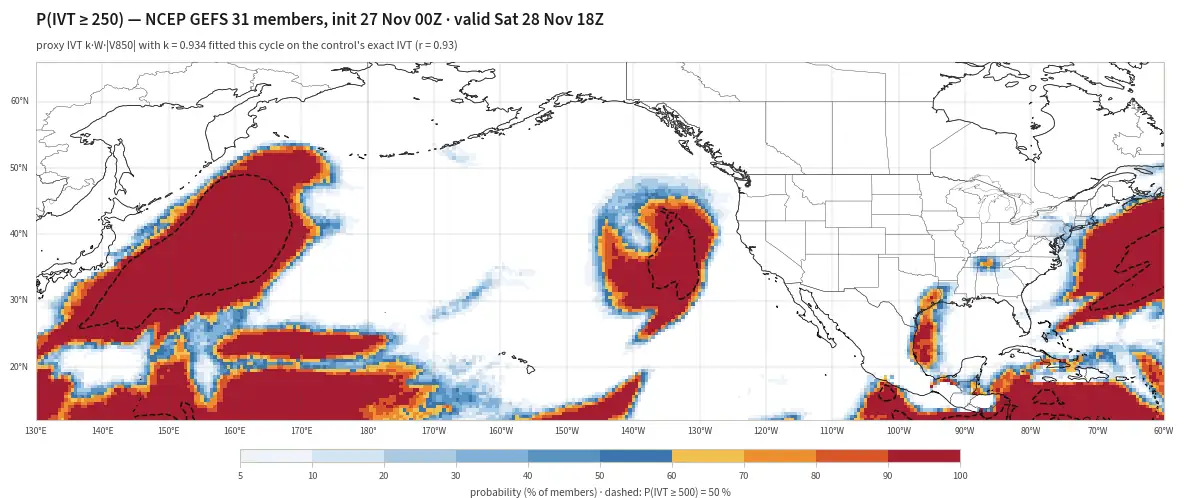 P(IVT ≥ 250) — NCEP GEFS 31 members, init 27 Nov 00Z · valid Sat 28 Nov 18Z
proxy IVT k·W·|V850| with k = 0.934 fitted this cycle on the control's exact IVT (r = 0.93)
60°N
50°N
40°N
30°N
20°N
130°E 140°E 150°E 160°E 170°E 180° 170°W 160°W 150°W 140°W 130°W 120°W 110°W 100°W 90°W 80°W 70°W 60°W
5 10 20 30 40 50 60 70 80 90 100
probability (% of members) · dashed: P(IVT ≥ 500) = 50 %